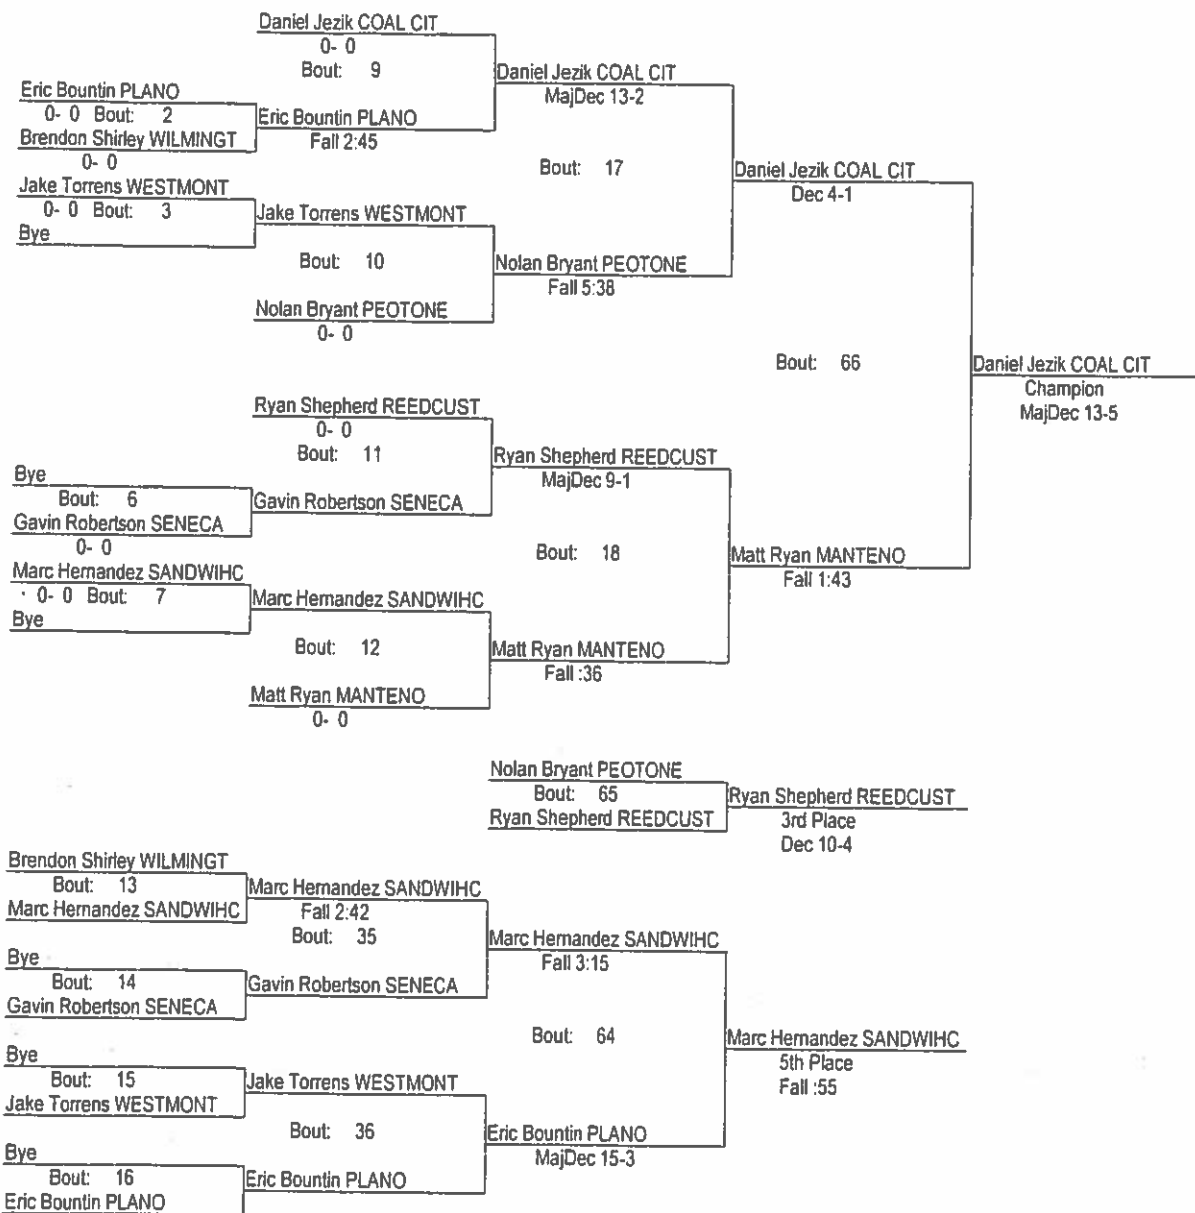 Daniel Jezik COAL CIT
0- 0
Bout: 9
Daniel Jezik COAL CIT
MajDec 13-2
Eric Bountin PLANO
0- 0 Bout: 2
Eric Bountin PLANO
Fall 2:45
Brendon Shirley WILMINGT
0- 0
Bout: 17
Daniel Jezik COAL CIT
Dec 4-1
Jake Torrens WESTMONT
0- 0 Bout: 3
Jake Torrens WESTMONT
Bye
Bout: 10
Nolan Bryant PEOTONE
Fall 5:38
Nolan Bryant PEOTONE
0- 0
Bout: 66
Daniel Jezik COAL CIT
Champion
MajDec 13-5
Ryan Shepherd REEDCUST
0- 0
Bout: 11
Ryan Shepherd REEDCUST
MajDec 9-1
Bye
Bout: 6
Gavin Robertson SENECA
Gavin Robertson SENECA
0- 0
Bout: 18
Matt Ryan MANTENO
Fall 1:43
Marc Hernandez SANDWIHC
0- 0 Bout: 7
Marc Hernandez SANDWIHC
Bye
Bout: 12
Matt Ryan MANTENO
Fall :36
Matt Ryan MANTENO
0- 0
Nolan Bryant PEOTONE
Bout: 65
Ryan Shepherd REEDCUST
Ryan Shepherd REEDCUST
3rd Place
Dec 10-4
Brendon Shirley WILMINGT
Bout: 13
Marc Hernandez SANDWIHC
Marc Hernandez SANDWIHC
Fall 2:42
Bout: 35
Marc Hernandez SANDWIHC
Fall 3:15
Bye
Bout: 14
Gavin Robertson SENECA
Gavin Robertson SENECA
Bout: 64
Marc Hernandez SANDWIHC
5th Place
Fall :55
Bye
Bout: 15
Jake Torrens WESTMONT
Jake Torrens WESTMONT
Bout: 36
Eric Bountin PLANO
MajDec 15-3
Bye
Bout: 16
Eric Bountin PLANO
Eric Bountin PLANO